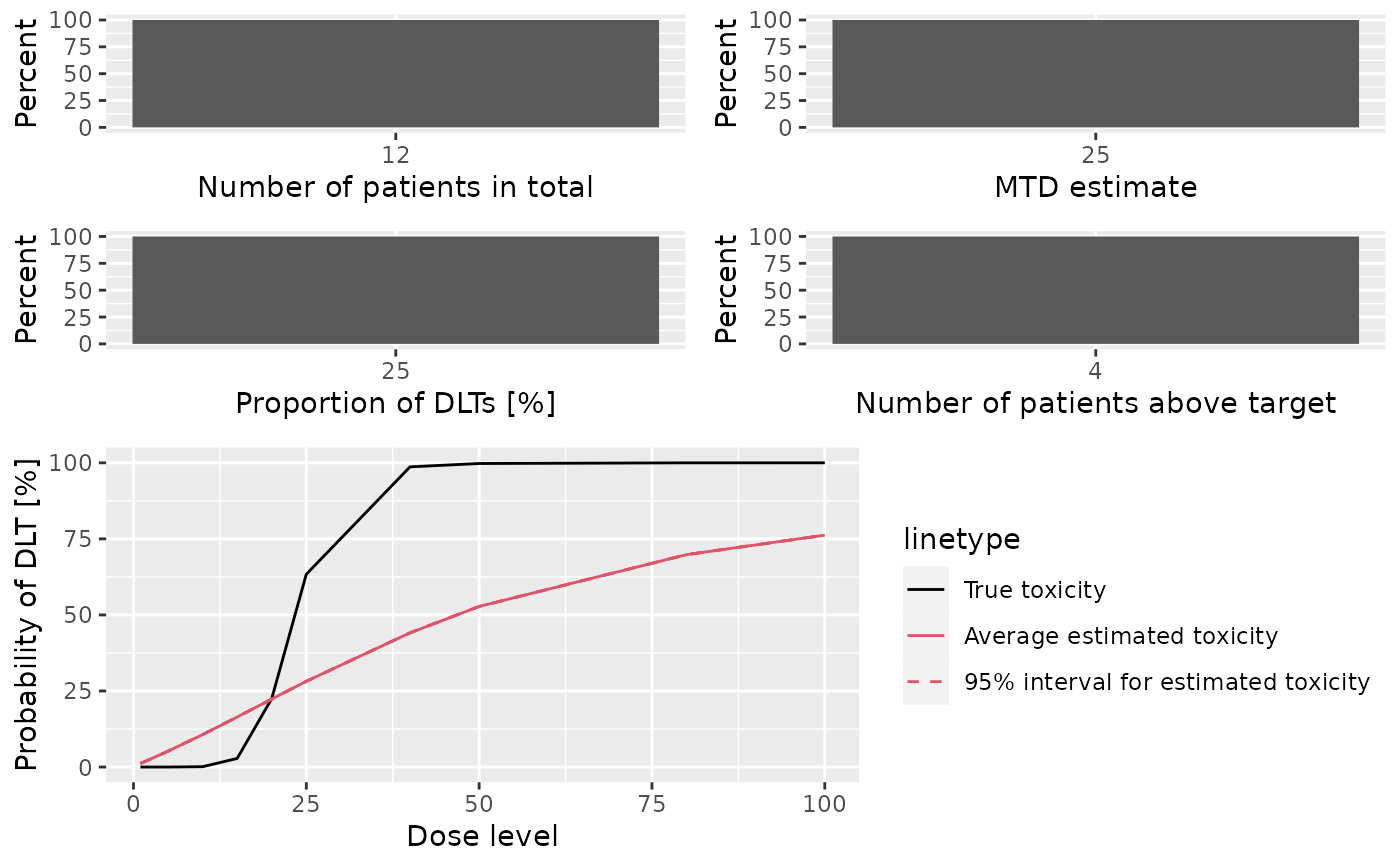 Percent
100
75
50
25
0
12
Number of patients in total
Percent
100
75
50
25
0
25
MTD estimate
Percent
100
75
50
25
0
25
Proportion of DLTs [%]
Percent
100
75
50
25
0
4
Number of patients above target
Probability of DLT [%]
100
75
50
25
0
0 25 50 75 100
Dose level
linetype
True toxicity
Average estimated toxicity
95% interval for estimated toxicity